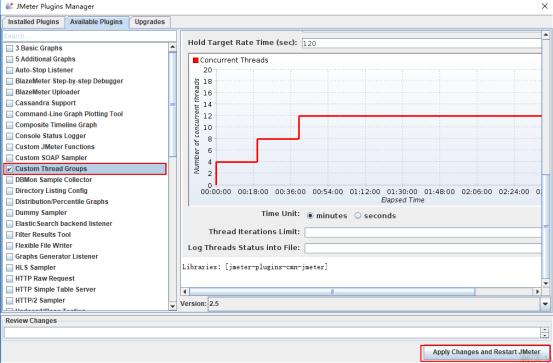 JMeter Plugins Manager
Installed Plugins Available Plugins Upgrades
Search...
3 Basic Graphs
5 Additional Graphs
Auto-Stop Listener
BlazeMeter Step-by-step Debugger
BlazeMeter Uploader
Cassandra Support
Command-Line Graph Plotting Tool
Composite Timeline Graph
Console Status Logger
Custom JMeter Functions
Custom SOAP Sampler
Custom Thread Groups
DBMon Sample Collector
Directory Listing Config
Distribution/Percentile Graphs
Dummy Sampler
ElasticSearch backend listener
Filter Results Tool
Flexible File Writer
Graphs Generator Listener
HLS Sampler
HTTP Raw Request
HTTP Simple Table Server
HTTP/2 Sampler
Hold Target Rate Time (sec): 120
Concurrent Threads
Number of concurrent threads
20
18
16
14
12
10
8
6
4
2
0
00:00:00 00:18:00 00:36:00 00:54:00 01:12:00 01:30:00 01:48:00 02:06:00 02:24:00
Elapsed Time
Time Unit: minutes seconds
Thread Iterations Limit:
Log Threads Status into File:
Libraries: [jmeter-plugins-cmn-jmeter]
Version: 2.5
Review Changes
Apply Changes and Restart JMeter